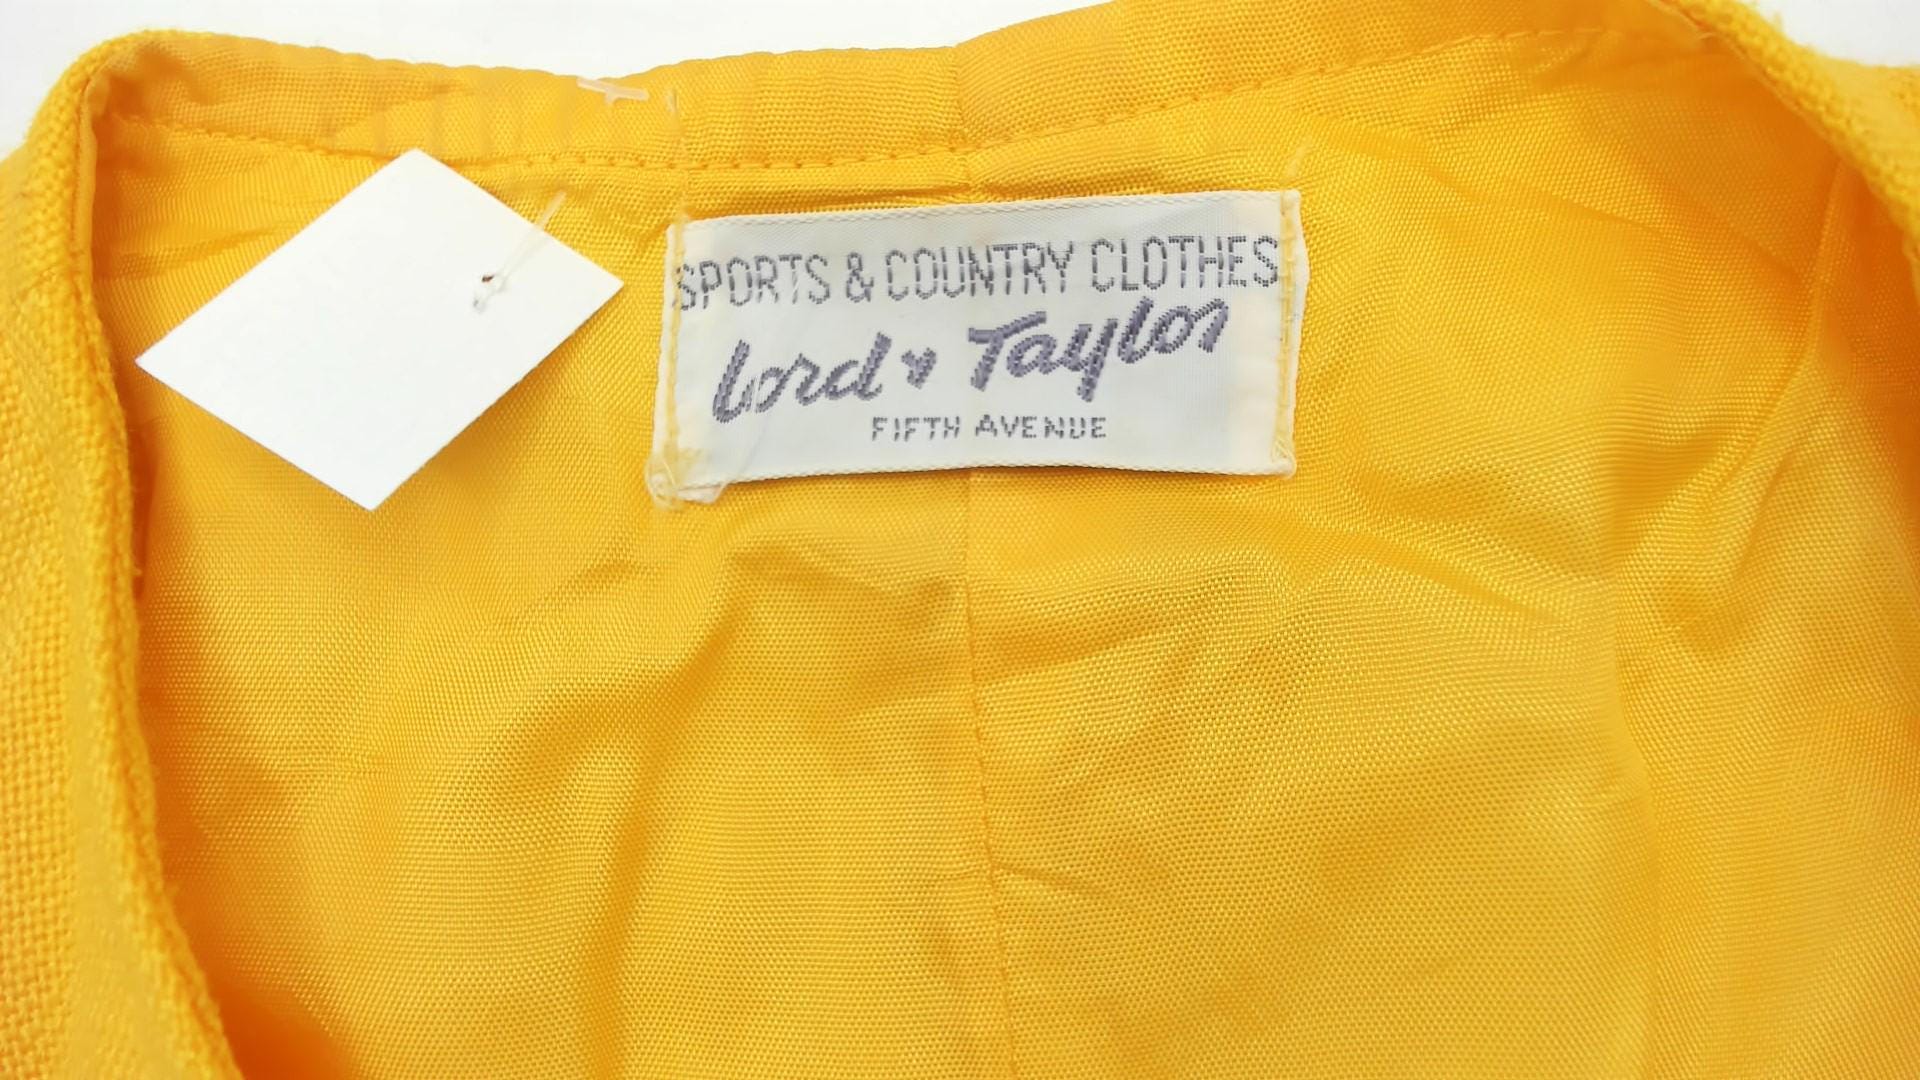 SPORTS & COUNTRY CLOTHES
Lord & Taylor
FIFTH AVENUE